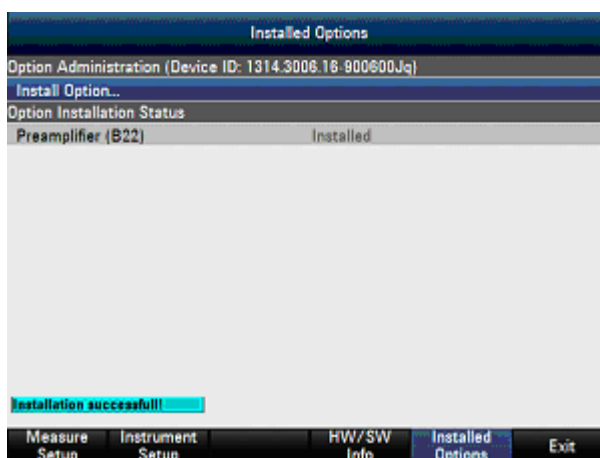 Installed Options
Option Administration (Device ID: 1314.3006.16-900600Jq)
Install Option...
Option Installation Status
Preamplifier (B22) Installed
Installation successfull!
Measure Setup Instrument Setup HW/SW Info Installed Options Exit